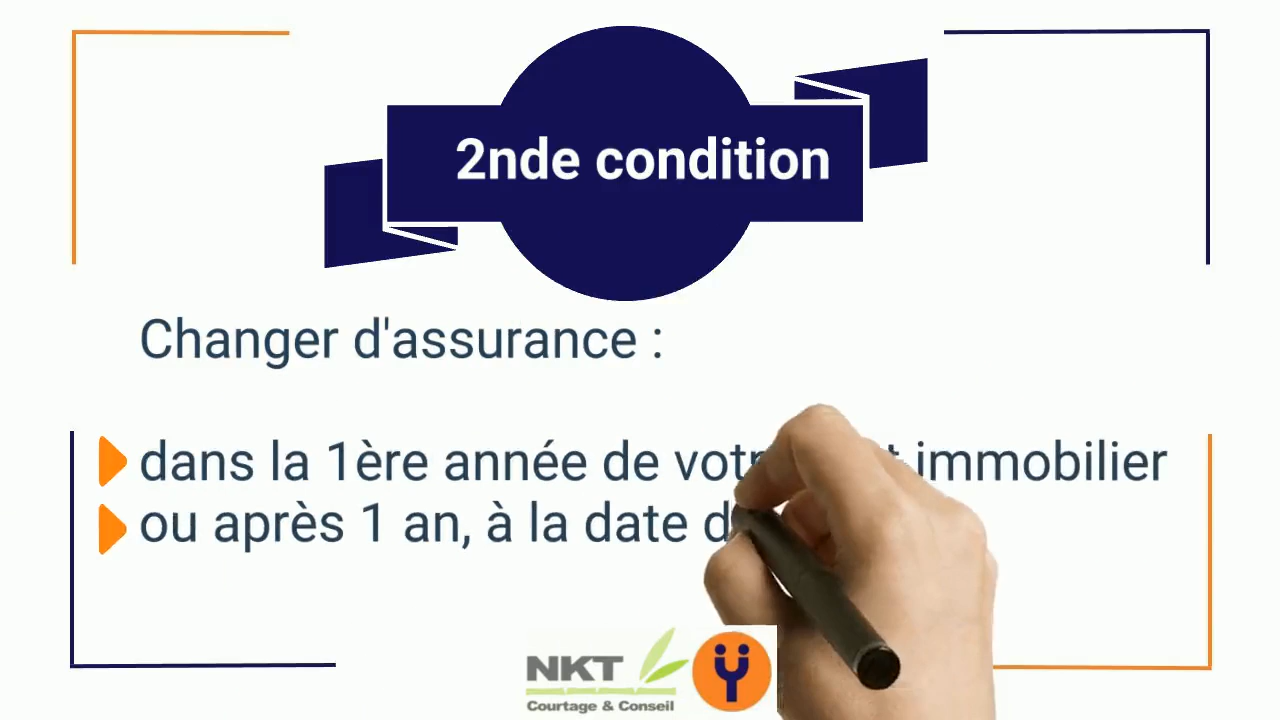 2nde condition
Changer d'assurance :
dans la 1ère année de immobilier
ou après 1 an, à la date
NKT
Courtage & Conseil